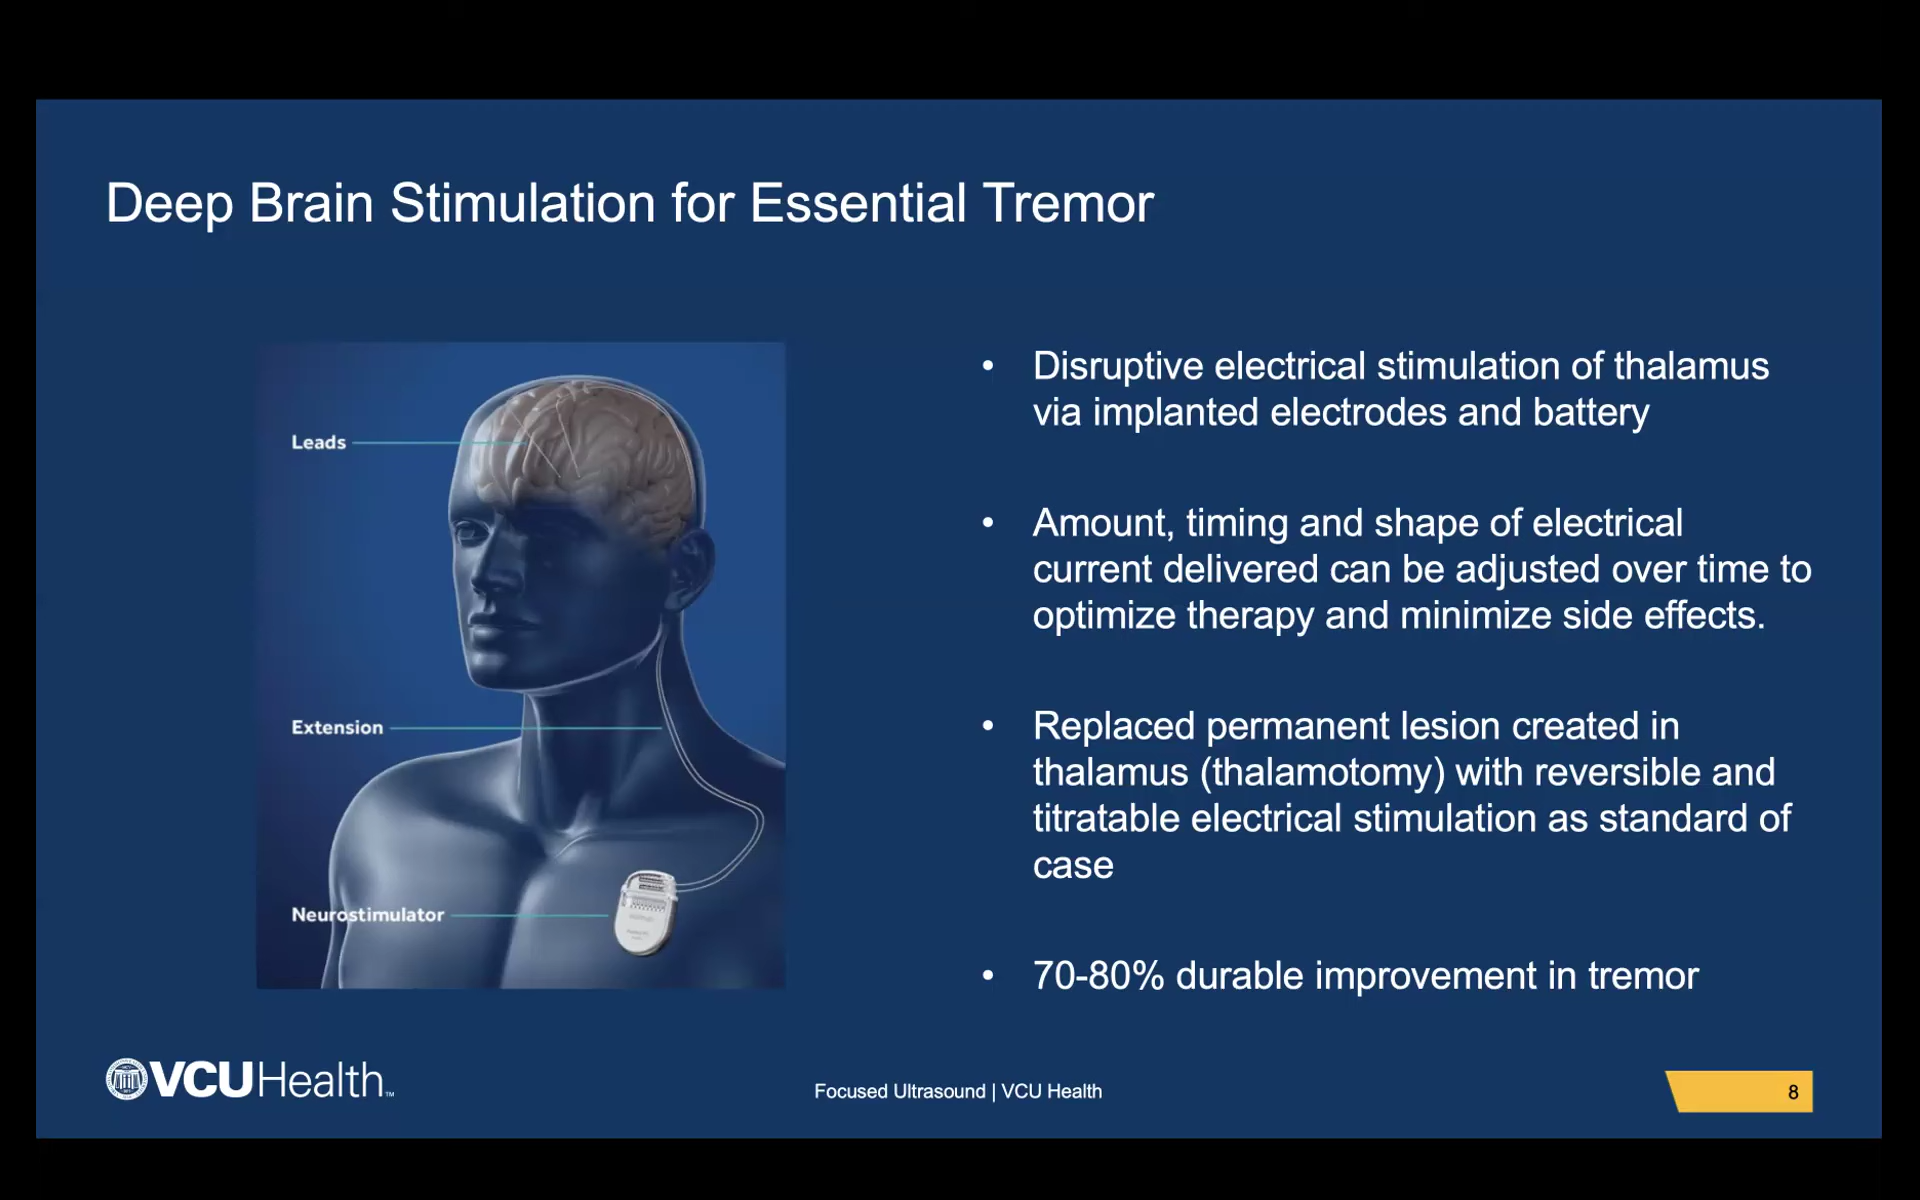 Deep Brain Stimulation for Essential Tremor
Leads
Extension
Neurostimulator
• Disruptive electrical stimulation of thalamus
via implanted electrodes and battery
• Amount, timing and shape of electrical
current delivered can be adjusted over time to
optimize therapy and minimize side effects.
• Replaced permanent lesion created in
thalamus (thalamotomy) with reversible and
titratable electrical stimulation as standard of
case
• 70-80% durable improvement in tremor
VCUHealth™
Focused Ultrasound | VCU Health
8